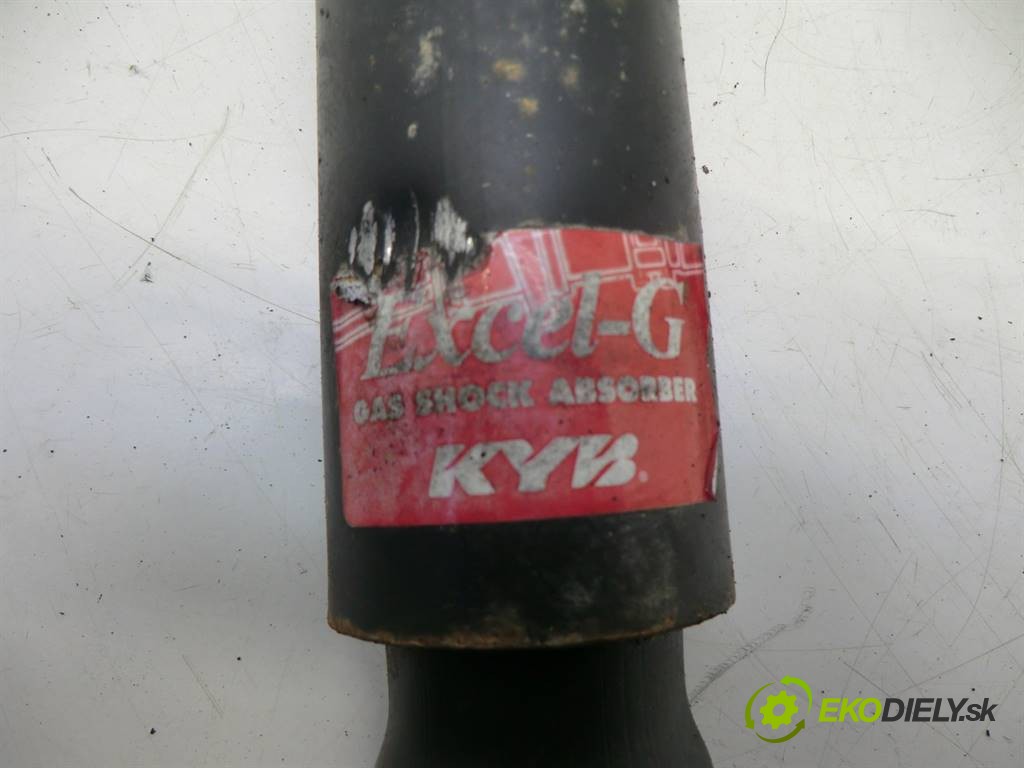 Excel-G
GAS SHOCK ABSORBER
KYB®
EKODIELY.sk